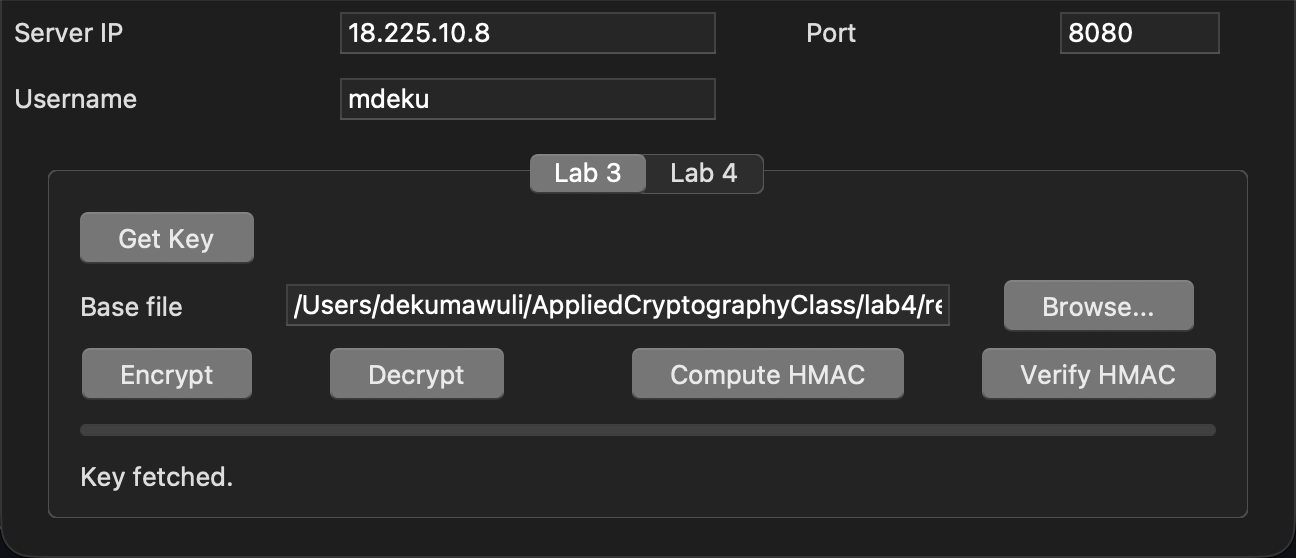 Server IP 18.225.10.8 Port 8080
Username mdeku
Lab 3 Lab 4
Get Key
Base file /Users/dekumawuli/AppliedCryptographyClass/lab4/re Browse...
Encrypt Decrypt Compute HMAC Verify HMAC
Key fetched.